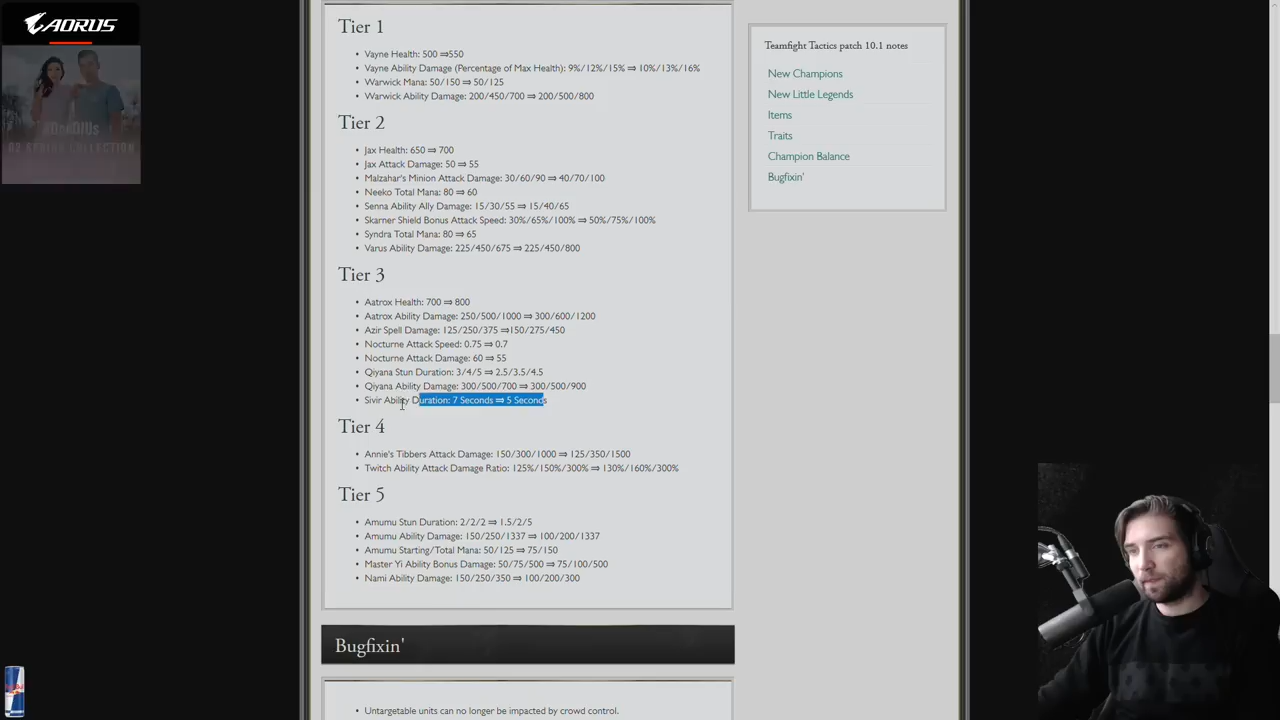 AORUS
Tier 1
• Vayne Health: 500 ⇒550
• Vayne Ability Damage (Percentage of Max Health): 9%/12%/15% ⇒ 10%/13%/16%
• Warwick Mana: 50/150 ⇒ 50/125
• Warwick Ability Damage: 200/450/700 ⇒ 200/500/800
Tier 2
• Jax Health: 650 ⇒ 700
• Jax Attack Damage: 50 ⇒ 55
• Malzahar's Minion Attack Damage: 30/60/90 ⇒ 40/70/100
• Neeko Total Mana: 80 ⇒ 60
• Senna Ability Ally Damage: 15/30/55 ⇒ 15/40/65
• Skarner Shield Bonus Attack Speed: 30%/65%/100% ⇒ 50%/75%/100%
• Syndra Total Mana: 80 ⇒ 65
• Varus Ability Damage: 225/450/675 ⇒ 225/450/800
Tier 3
• Aatrox Health: 700 ⇒ 800
• Aatrox Ability Damage: 250/500/1000 ⇒ 300/600/1200
• Azir Spell Damage: 125/250/375 ⇒150/275/450
• Nocturne Attack Speed: 0.75 ⇒ 0.7
• Nocturne Attack Damage: 60 ⇒ 55
• Qiyana Stun Duration: 3/4/5 ⇒ 2.5/3.5/4.5
• Qiyana Ability Damage: 300/500/700 ⇒ 300/500/900
• Sivir Ability Duration: 7 Seconds ⇒ 5 Seconds
Tier 4
• Annie's Tibbers Attack Damage: 150/300/1000 ⇒ 125/350/1500
• Twitch Ability Attack Damage Ratio: 125%/150%/300% ⇒ 130%/160%/300%
Tier 5
• Amumu Stun Duration: 2/2/2 ⇒ 1.5/2/5
• Amumu Ability Damage: 150/250/1337 ⇒ 100/200/1337
• Amumu Starting/Total Mana: 50/125 ⇒ 75/150
• Master Yi Ability Bonus Damage: 50/75/500 ⇒ 75/100/500
• Nami Ability Damage: 150/250/350 ⇒ 100/200/300
Bugfixin'
• Untargetable units can no longer be impacted by crowd control.
Teamfight Tactics patch 10.1 notes
New Champions
New Little Legends
Items
Traits
Champion Balance
Bugfixin'